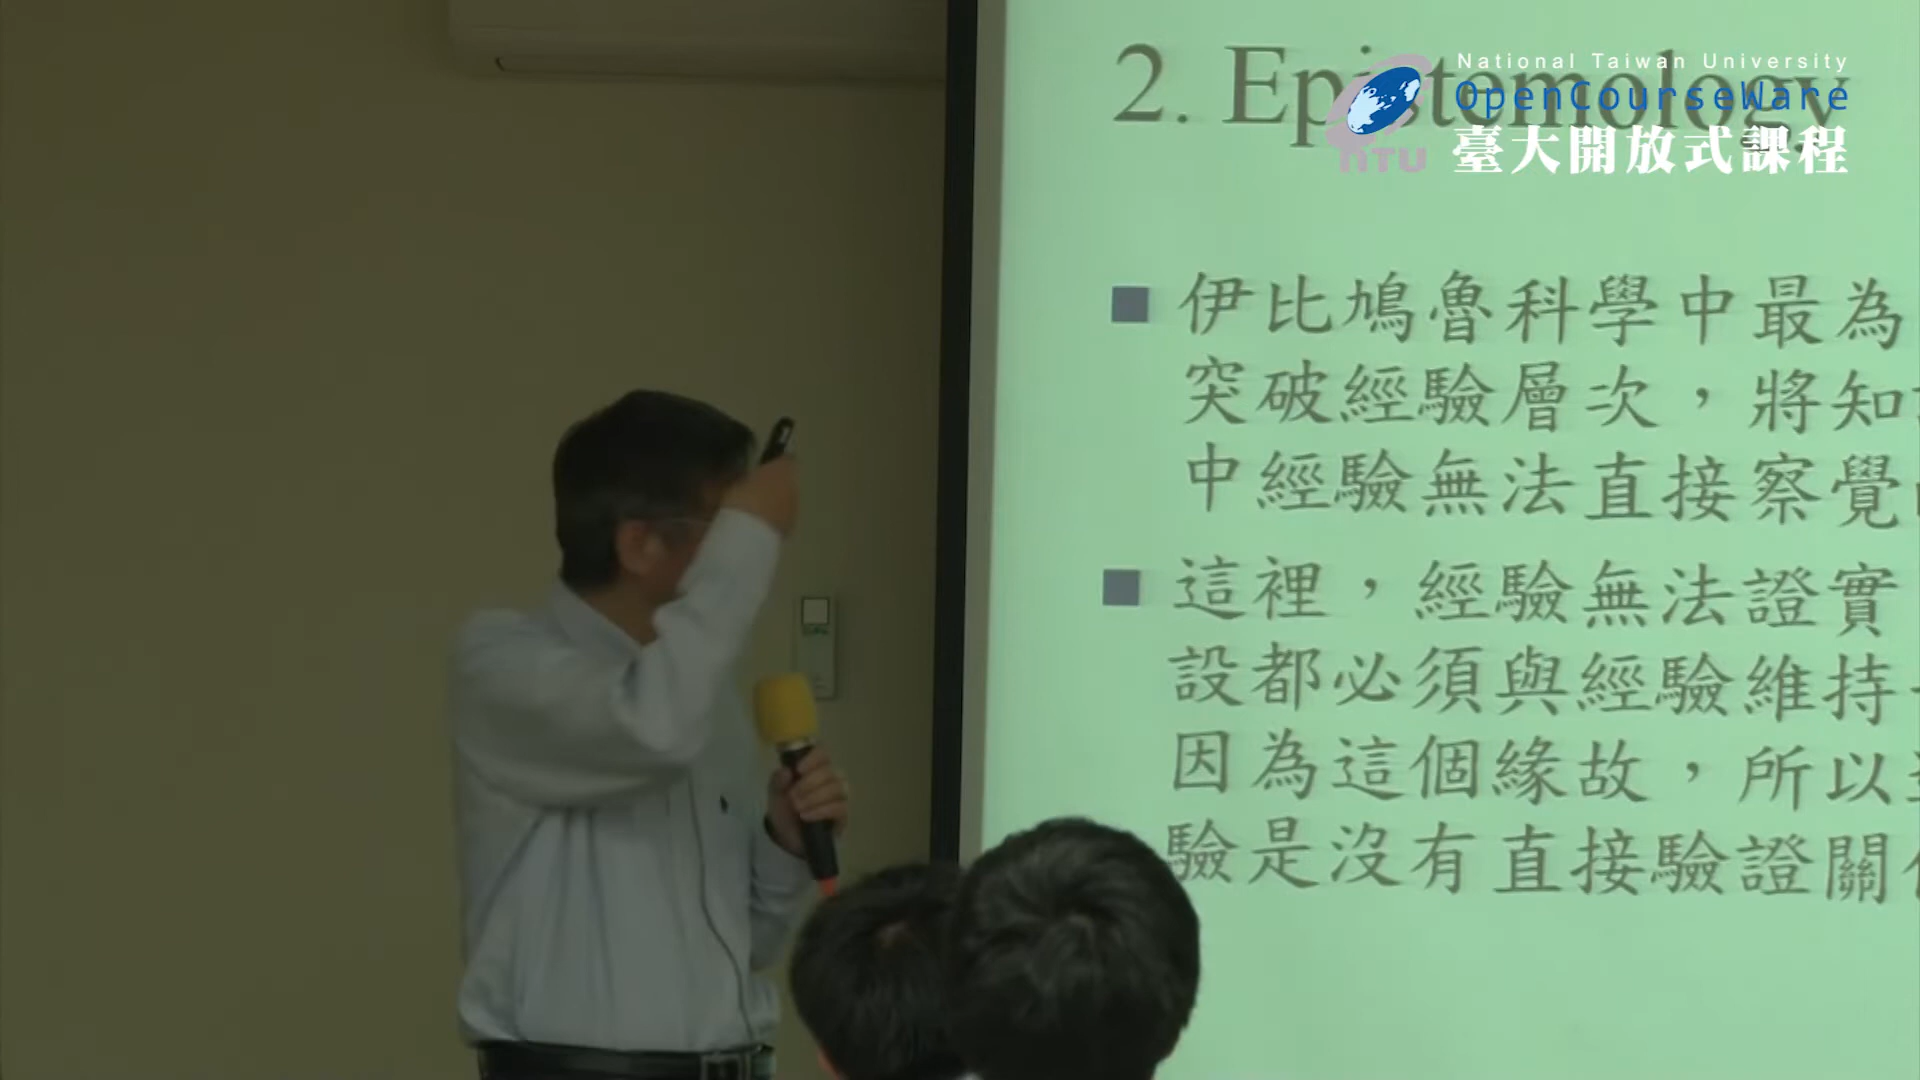 2. Epistemology
National Taiwan University
OpenCourseWare
臺大開放式課程
NTU
伊比鳩魯科學中最為
突破經驗層次，將知
中經驗無法直接察覺
這裡，經驗無法證實
設都必須與經驗維持
因為這個緣故，所以
驗是沒有直接驗證關